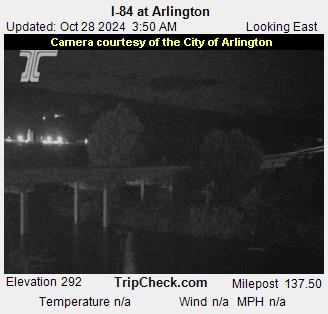 I-84 at Arlington
Updated: Oct 28 2024 3:50 AM Looking East
Camera courtesy of the City of Arlington
Elevation 292 TripCheck.com Milepost 137.50
Temperature n/a Wind n/a MPH n/a